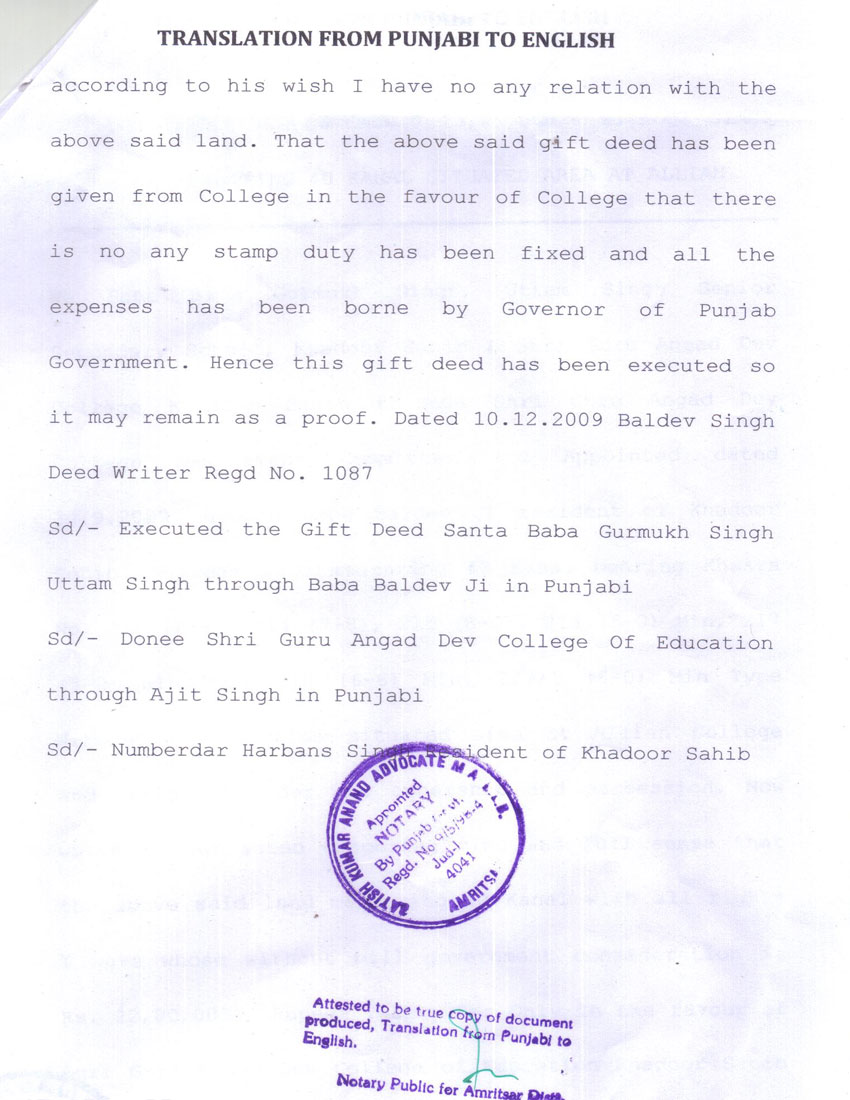 TRANSLATION FROM PUNJABI TO ENGLISH
according to his wish I have no any relation with the
above said land. That the above said gift deed has been
given from College in the favour of College that there
is no any stamp duty has been fixed and all the
expenses has been borne by Governor of Punjab
Government. Hence this gift deed has been executed so
it may remain as a proof. Dated 10.12.2009 Baldev Singh
Deed Writer Regd No. 1087
Sd/- Executed the Gift Deed Santa Baba Gurmukh Singh
Uttam Singh through Baba Baldev Ji in Punjabi
Sd/- Donee Shri Guru Angad Dev College Of Education
through Ajit Singh in Punjabi
Sd/- Numberdar Harbans Singh Resident of Khadoor Sahib
SATISH KUMAR ANAND ADVOCATE M A
Aprointed
NOTARY
By Punjab
Regd. No
Jud-I
4041
AMRITSA
Attested to be true copy of document
produced, Translation from Punjabi to
English.
Notary Public for Amritsar Distt.